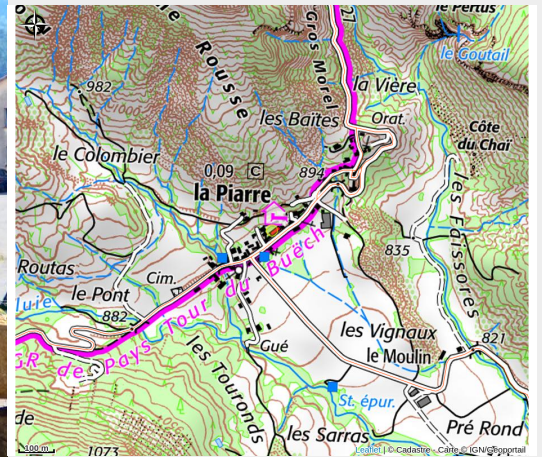 le Pertus
27
le Goutail
Rousse
Gros Morel
la Vière
982
les Baïtes
Orat.
Côte
du Chaï
le Colombier
0,09 C
894
la Piarre
les Faissores
835
Routas
Cim.
le Pont
882
GR de Pays Tour du Buëch
821
les Vignaux
le Moulin
Gué
les Touronds
St. épur.
Pré Rond
les Sarras
de
1073
100 m
Leaflet | © Cadastre - Carte © IGN/Geoportail